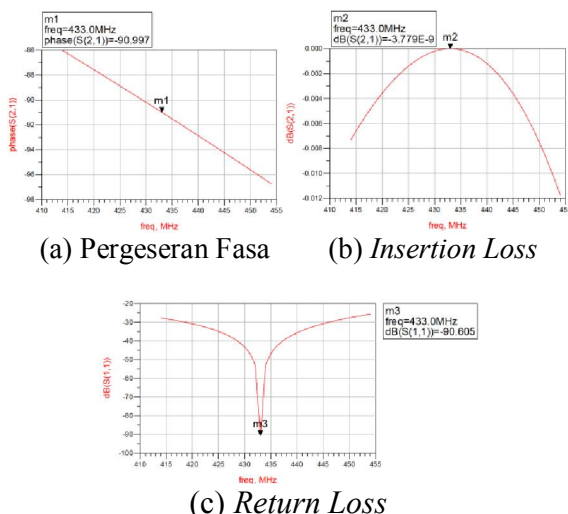 m1
freq=433.0MHz
phase(S(2,1))=-90.997
m2
freq=433.0MHz
dB(S(2,1))=-3.779E-9
-86
-88
-90
-92
-94
-96
-98
phase(S(2,1))
m1
410 415 420 425 430 435 440 445 450 455
freq, MHz
0.000
-0.002
-0.004
-0.006
-0.008
-0.010
-0.012
dB(S(2,1))
m2
410 415 420 425 430 435 440 445 450 45
freq, MHz
(a) Pergeseran Fasa
(b) Insertion Loss
-20
-30
-40
-50
-60
-70
-80
-90
-100
dB(S(1,1))
m3
410 415 420 425 430 435 440 445 450 455
freq, MHz
m3
freq=433.0MHz
dB(S(1,1))=-90.605
(c) Return Loss